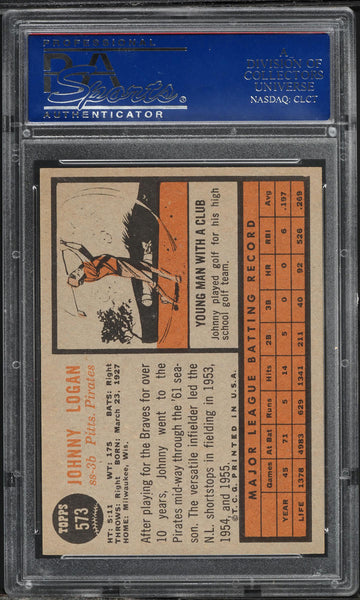 PROFESSIONAL
PSA
Sports
®
AUTHENTICATOR
A
DIVISION OF
COLLECTORS
UNIVERSE
NASDAQ: CLCT
TOPPS
573
JOHNNY LOGAN
ss-3b Pitts. Pirates
HT: 5:11 WT: 175 BATS: Right
THROWS: Right BORN: March 23, 1927
HOME: Milwaukee, Wis.
After playing for the Braves for over
10 years, Johnny went to the
Pirates mid-way through the '61 sea-
son. The versatile infielder led the
N.L. shortstops in fielding in 1953,
1954, and 1955.
©T.C.G. PRINTED IN U.S.A.
YOUNG MAN WITH A CLUB
Johnny played golf for his high
school golf team.
MAJOR LEAGUE BATTING RECORD
Games At Bat Runs Hits 2B 3B HR RBI Avg.
YEAR 45 71 5 14 5 0 0 6 .197
LIFE 1378 4983 629 1341 211 40 92 526 .269